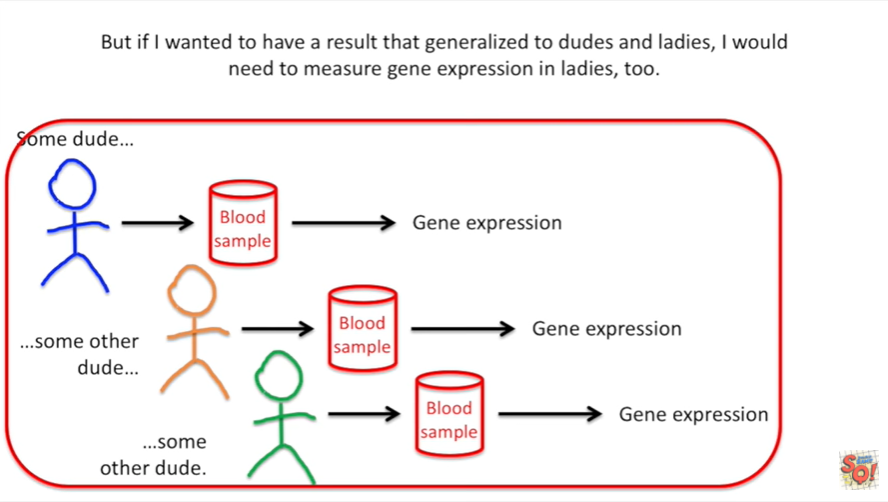 But if I wanted to have a result that generalized to dudes and ladies, I would
need to measure gene expression in ladies, too.
Some dude...
Blood
sample
Gene expression
...some other
dude...
Blood
sample
Gene expression
...some
other dude.
Blood
sample
Gene expression
SO!